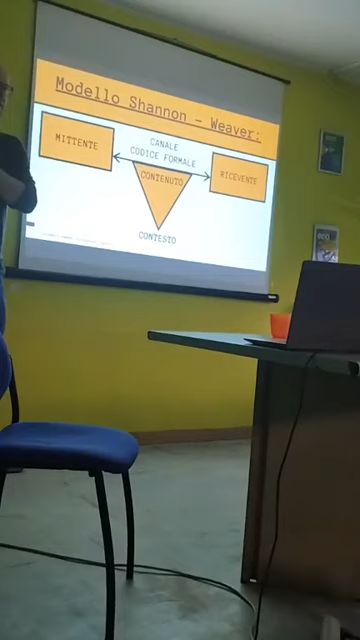 Modello Shannon - Weaver:
MITTENTE
CANALE
CODICE FORMALE
RICEVENTE
CONTENUTO
CONTESTO